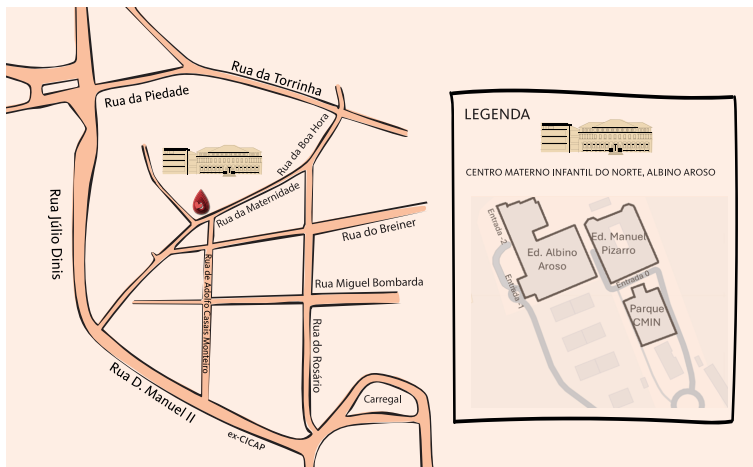 Rua da Torrinha
Rua da Piedade
Rua da Boa Hora
Rua da Maternidade
Rua Júlio Dinis
Rua do Breiner
Rua de Adolfo Casais Monteiro
Rua Miguel Bombarda
Rua do Rosário
Rua D. Manuel II
ex-CICAP
Carregal
LEGENDA
CENTRO MATERNO INFANTIL DO NORTE, ALBINO AROSO
Entrada -2
Ed. Albino
Aroso
Ed. Manuel
Pizarro
Entrada 0
Entrada -1
Parque
CMIN